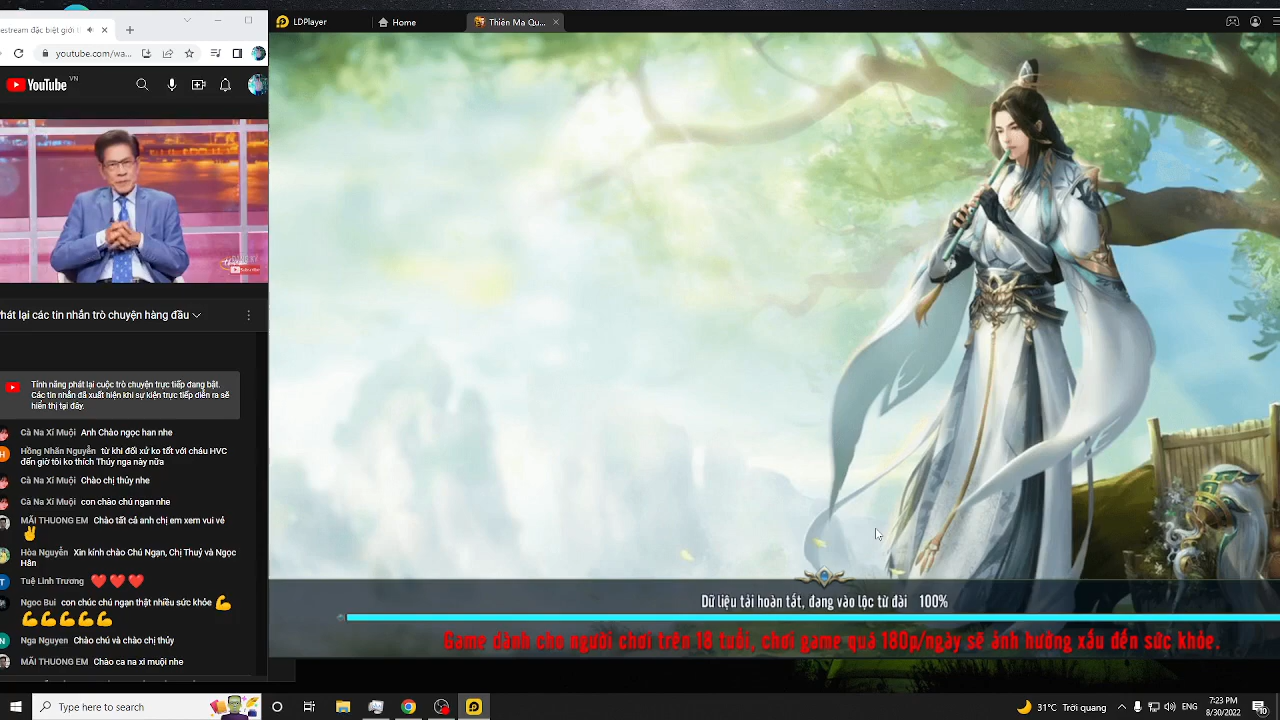 estream đặc biệt giới t
youtube.com/wa...
YouTube VN
LDPlayer
Home
Thiên Ma Qu...
hát lại các tin nhắn trò chuyện hàng đầu
Tính năng phát lại cuộc trò chuyện trực tiếp đang bật.
Các tin nhắn đã xuất hiện khi sự kiện trực tiếp diễn ra sẽ
hiển thị tại đây.
Cà Na Xí Muội Anh Chào ngọc han nhe
Hồng Nhãn Nguyễn từ khi đối xử ko tốt với cháu HVC
đến giờ tôi ko thích Thúy nga này nữa
Cà Na Xí Muội Chào chị thủy nhe
Cà Na Xí Muội con chào chú ngạn nhe
MÃI THUONG EM Chào tất cả anh chị em xem vui vẻ
✌
Hòa Nguyễn Xin kính chào Chú Ngạn, Chị Thuỷ và Ngọc
Hân
Tuệ Linh Trương ❤❤❤
Ngoc Bui con chúc chú ngạn thật nhiều sức khỏe 💪
💪💪💪💪💪
Nga Nguyen Chào chú và chào chị thúy
MÃI THUONG EM Chào ca na xí muội nhe
Dữ liệu tải hoàn tất, đang vào lộc từ đài 100%
Game dành cho người chơi trên 18 tuổi, chơi game quá 180p/ngày sẽ ảnh hưởng xấu đến sức khỏe.
Type here to search
31°C Trời quang
ENG
7:23 PM
8/30/2022